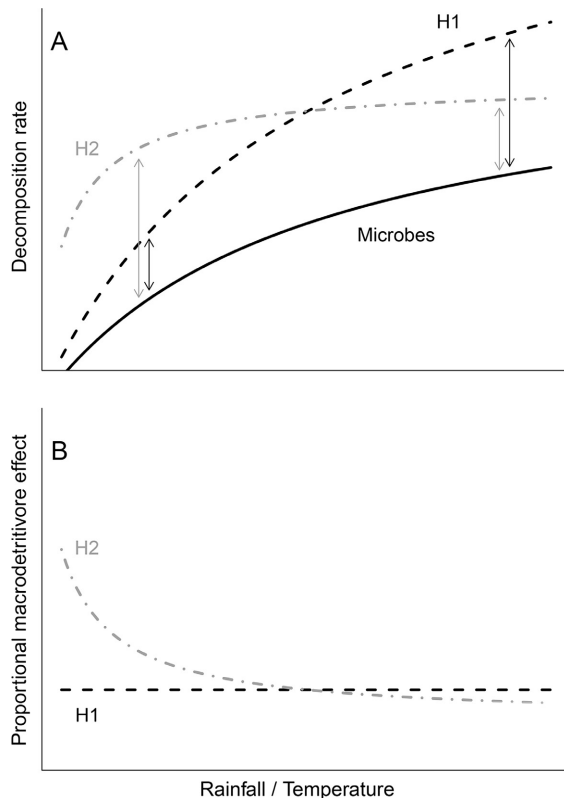 A
H1
H2
Microbes
Decomposition rate
B
H2
H1
Proportional macrodetritivore effect
Rainfall / Temperature